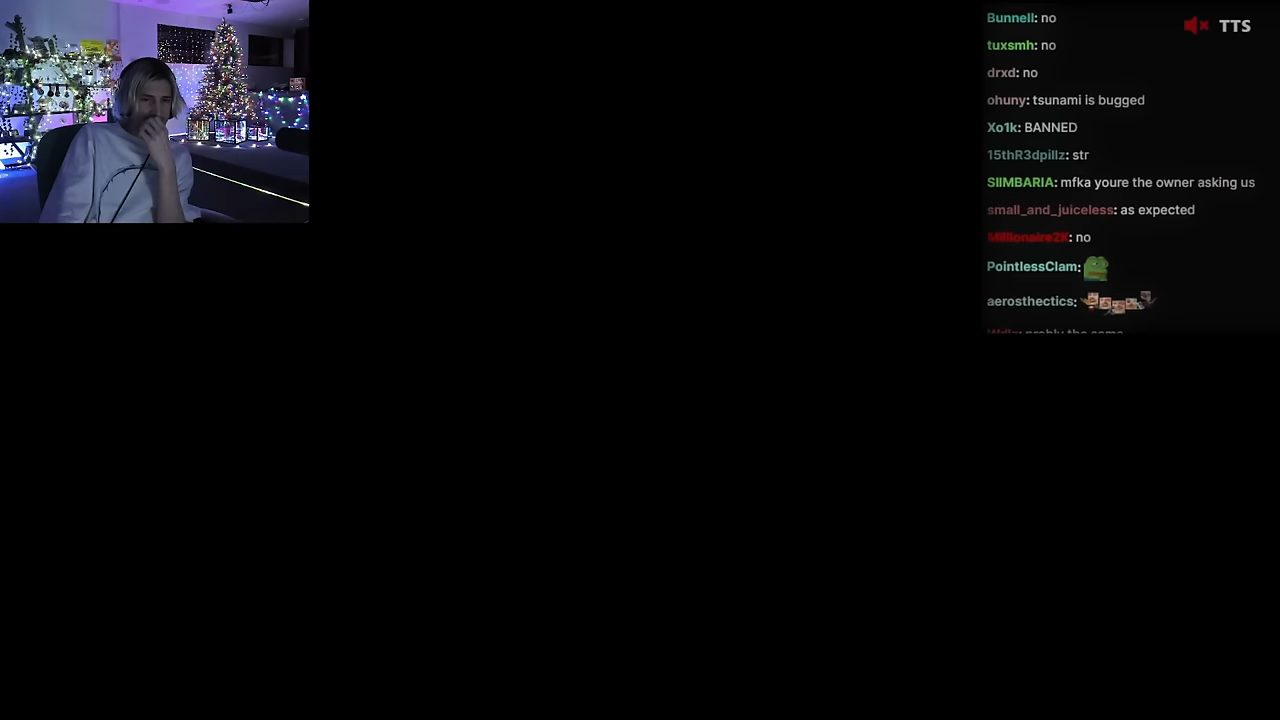 Bunnell: no
TTS
tuxsmh: no
drxd: no
ohuny: tsunami is bugged
Xo1k: BANNED
15thR3dpillz: str
SIIMBARIA: mfka youre the owner asking us
small_and_juiceless: as expected
Millionaire2K: no
PointlessClam:
aerosthectics: